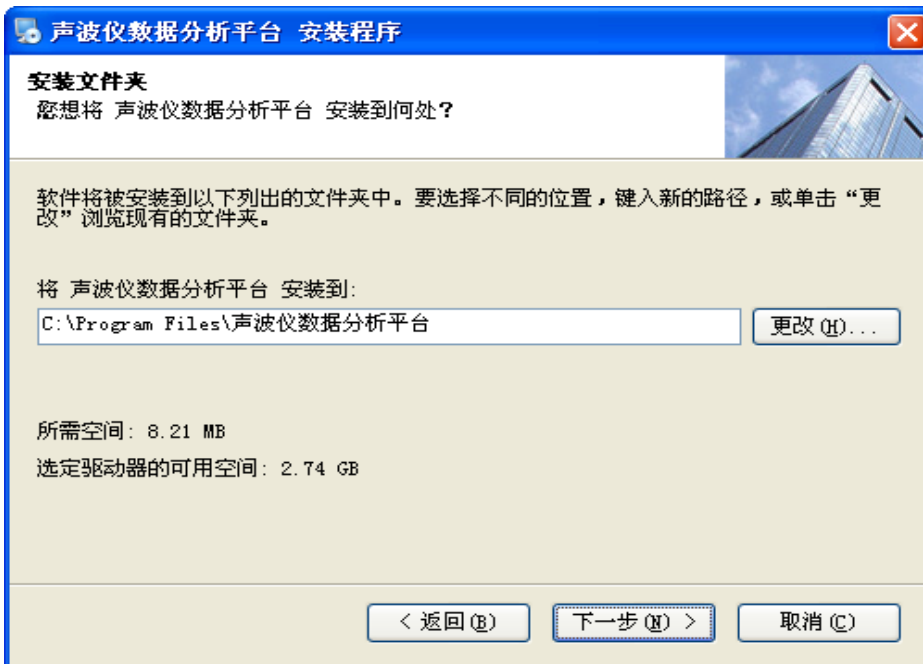 声波仪数据分析平台 安装程序
安装文件夹
您想将 声波仪数据分析平台 安装到何处？
软件将被安装到以下列出的文件夹中。要选择不同的位置，键入新的路径，或单击“更
改”浏览现有的文件夹。
将 声波仪数据分析平台 安装到:
C:\Program Files\声波仪数据分析平台
更改(H)...
所需空间: 8.21 MB
选定驱动器的可用空间: 2.74 GB
< 返回(B) 下一步(N) > 取消(C)